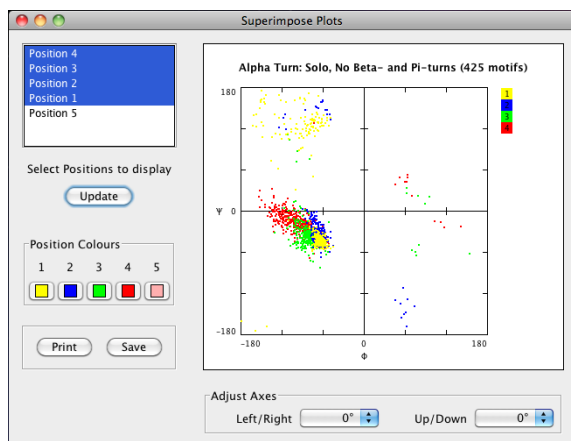 Superimpose Plots
Position 4
Position 3
Position 2
Position 1
Position 5
Select Positions to display
Update
Position Colours
1 2 3 4 5
Print Save
Alpha Turn: Solo, No Beta- and Pi-turns (425 motifs)
180
1
2
3
4
Ψ 0
-180
-180 0 180
Φ
Adjust Axes
Left/Right 0° Up/Down 0°